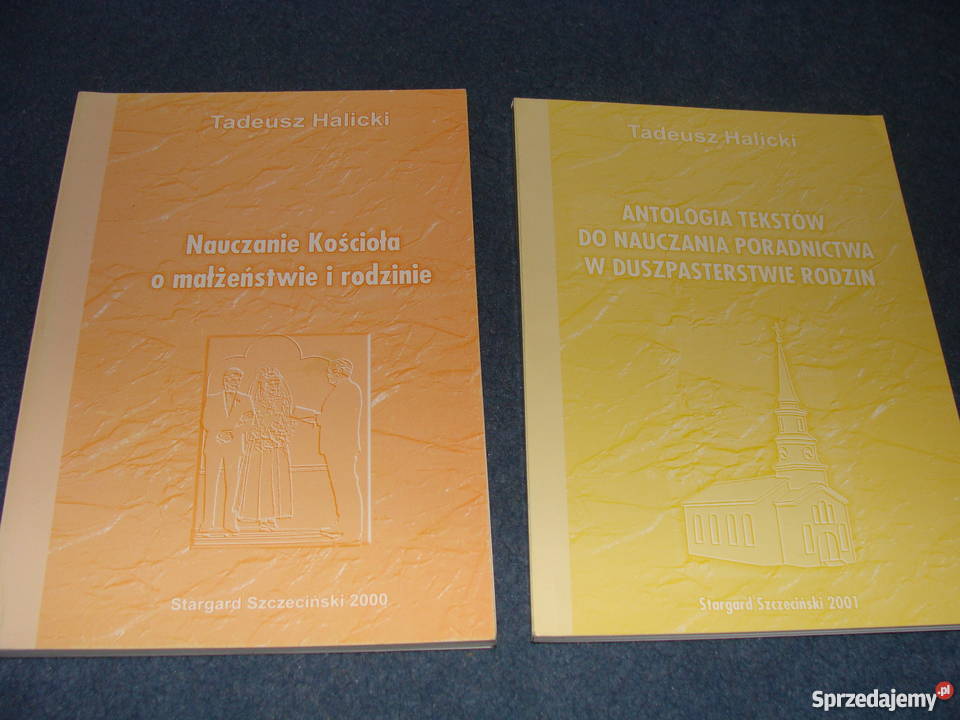 Tadeusz Halicki
Nauczanie Kościoła
o małżeństwie i rodzinie
Stargard Szczeciński 2000
Tadeusz Halicki
ANTOLOGIA TEKSTÓW
DO NAUCZANIA PORADNICTWA
W DUSZPASTERSTWIE RODZIN
Stargard Szczeciński 2001
Sprzedajemy.pl